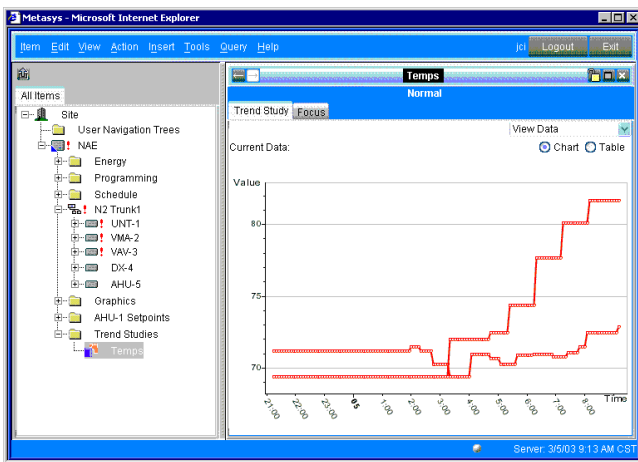 Metasys - Microsoft Internet Explorer
Item Edit View Action Insert Tools Query Help
jci Logout Exit
All Items
Site
User Navigation Trees
NAE
Energy
Programming
Schedule
N2 Trunk1
UNT-1
VMA-2
VAV-3
DX-4
AHU-5
Graphics
AHU-1 Setpoints
Trend Studies
Temps
Temps
Normal
Trend Study Focus
View Data
Current Data:
Chart Table
Value
80
75
70
21:00 22:00 23:00 05 1:00 2:00 3:00 4:00 5:00 6:00 7:00 8:00 Time
Server: 3/5/03 9:13 AM CST